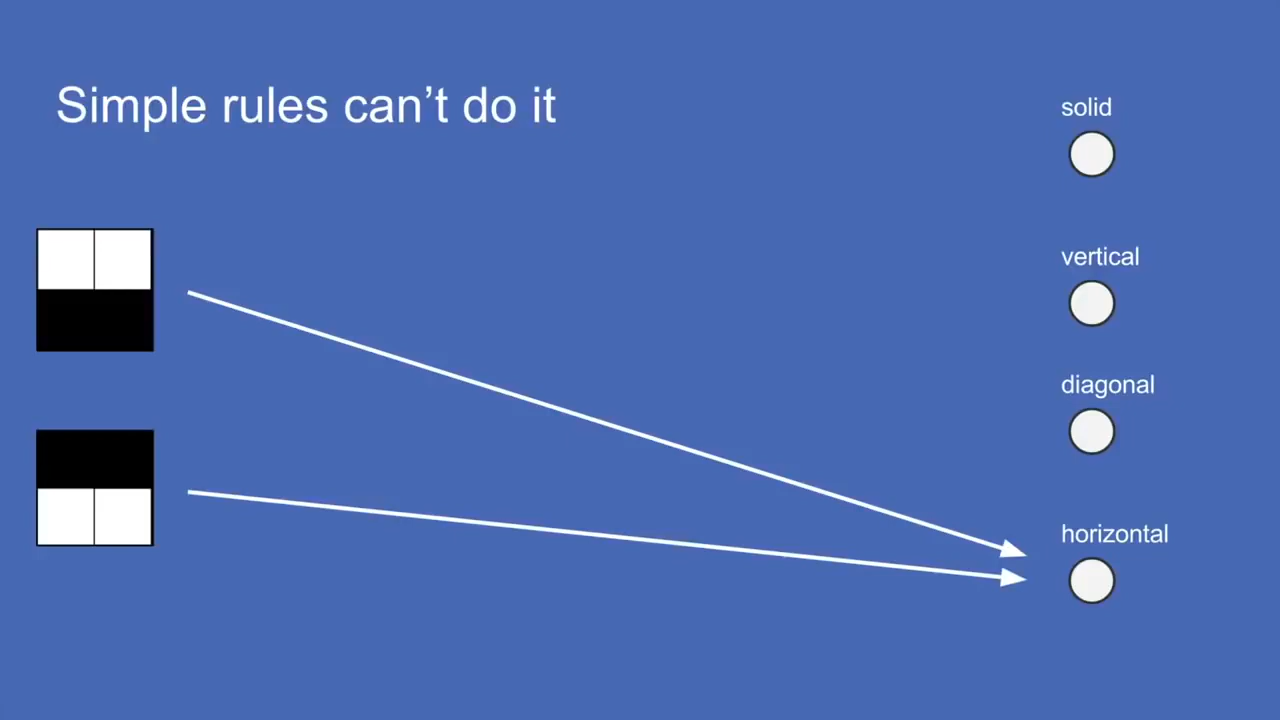 Simple rules can’t do it
solid
vertical
diagonal
horizontal